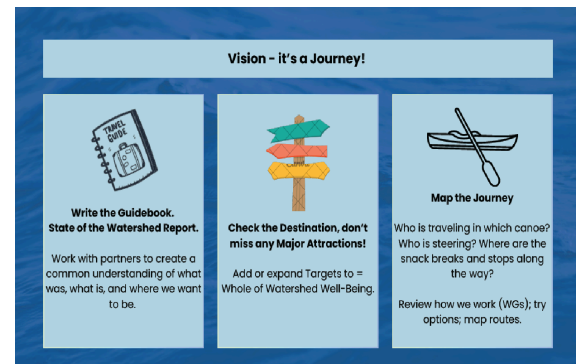 Vision - it's a Journey!
TRAVEL
GUIDE
Write the Guidebook.
State of the Watershed Report.
Work with partners to create a
common understanding of what
was, what is, and where we want
to be.
Check the Destination, don't
miss any Major Attractions!
Add or expand Targets to =
Whole of Watershed Well-Being.
Map the Journey
Who is traveling in which canoe?
Who is steering? Where are the
snack breaks and stops along
the way?
Review how we work (WGs); try
options; map routes.